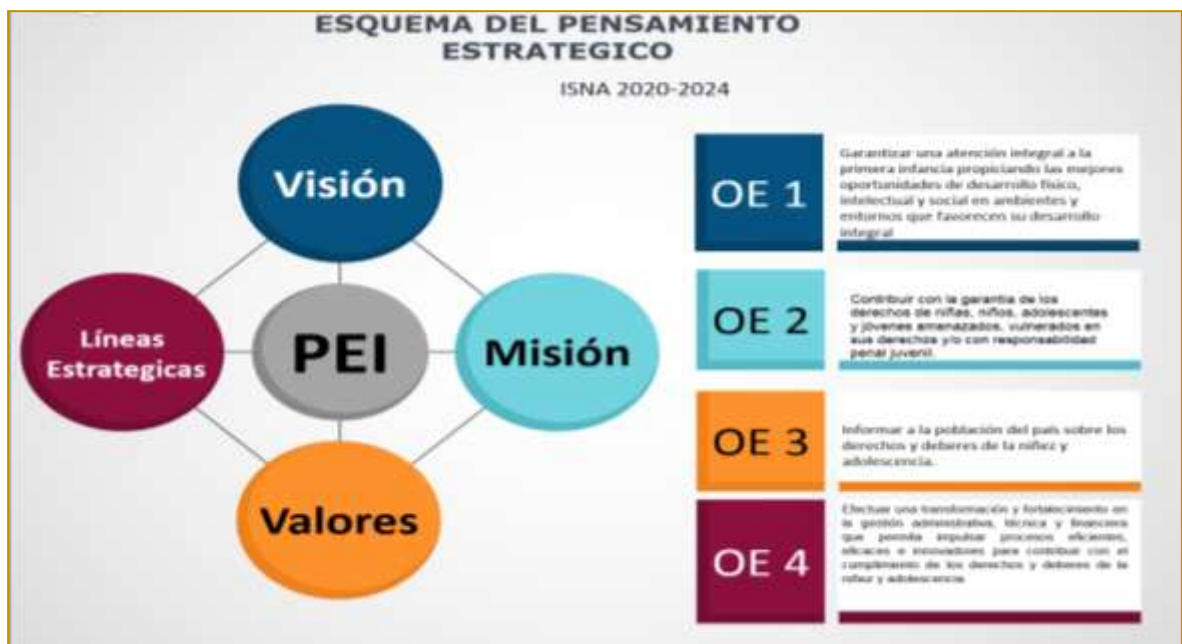 ESQUEMA DEL PENSAMIENTO
ESTRATEGICO
ISNA 2020-2024
Visión
Líneas
Estrategicas
PEI
Misión
Valores
OE 1
Garantizar una atención integral a la
primera infancia propiciando las mejores
oportunidades de desarrollo físico,
intelectual y social en ambientes y
entornos que favorecen su desarrollo
integral
OE 2
Contribuir con la garantía de los
derechos de niñas, niños, adolescentes
y jóvenes amenazados, vulnerados en
sus derechos y/o con responsabilidad
penal juvenil.
OE 3
Informar a la población del país sobre los
derechos y deberes de la niñez y
adolescencia.
OE 4
Efectuar una transformación y fortalecimiento en
la gestión administrativa, técnica y financiera
que permita impulsar procesos eficientes,
eficaces e innovadores para contribuir con el
cumplimiento de los derechos y deberes de la
niñez y adolescencia.